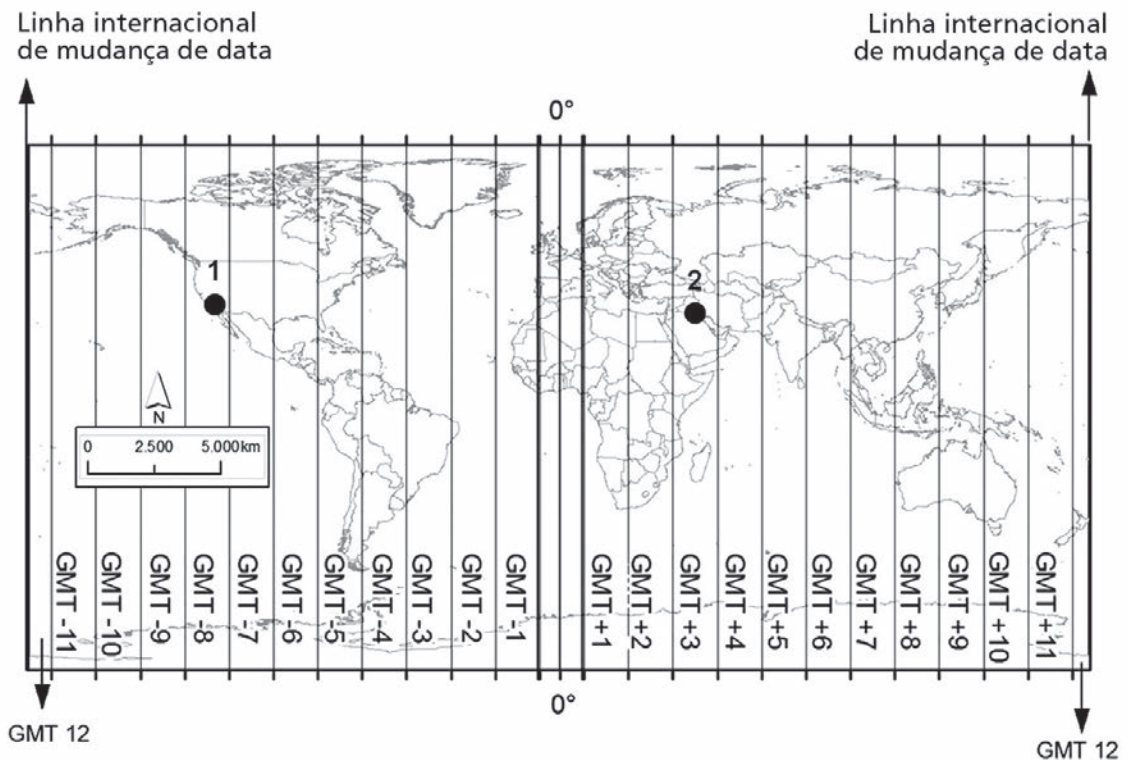 Linha internacional
de mudança de data
Linha internacional
de mudança de data
0°
1
2
N
0 2.500 5.000km
GMT -11
GMT -10
GMT -9
GMT -8
GMT -7
GMT -6
GMT -5
GMT -4
GMT -3
GMT -2
GMT -1
GMT +1
GMT +2
GMT +3
GMT +4
GMT +5
GMT +6
GMT +7
GMT +8
GMT +9
GMT +10
GMT +11
0°
GMT 12
GMT 12